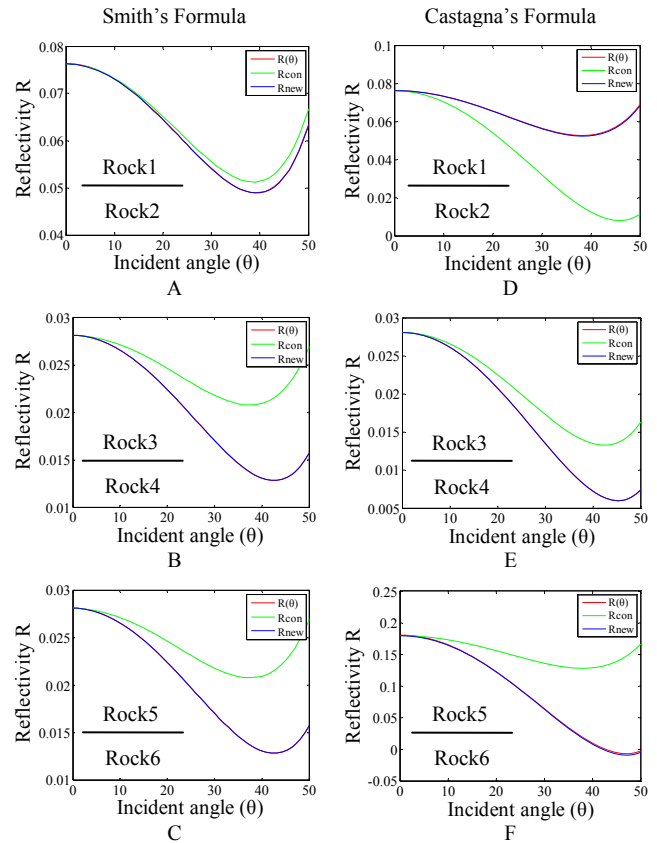 Smith's Formula
Castagna's Formula
0.08
0.07
0.06
0.05
0.04
Reflectivity R
R(θ)
Rcon
Rnew
Rock1
Rock2
0 10 20 30 40 50
Incident angle (θ)
A
0.1
0.08
0.06
0.04
0.02
0
Reflectivity R
R(θ)
Rcon
Rnew
Rock1
Rock2
0 10 20 30 40 50
Incident angle (θ)
D
0.03
0.025
0.02
0.015
0.01
Reflectivity R
R(θ)
Rcon
Rnew
Rock3
Rock4
0 10 20 30 40 50
Incident angle (θ)
B
0.03
0.025
0.02
0.015
0.01
0.005
Reflectivity R
R(θ)
Rcon
Rnew
Rock3
Rock4
0 10 20 30 40 50
Incident formula (θ)
E
0.03
0.025
0.02
0.015
0.01
Reflectivity R
R(θ)
Rcon
Rnew
Rock5
Rock6
0 10 20 30 40 50
Incident angle (θ)
C
0.25
0.2
0.15
0.1
0.05
0
-0.05
Reflectivity R
R(θ)
Rcon
Rnew
Rock5
Rock6
0 10 20 30 40 50
Incident angle (θ)
F